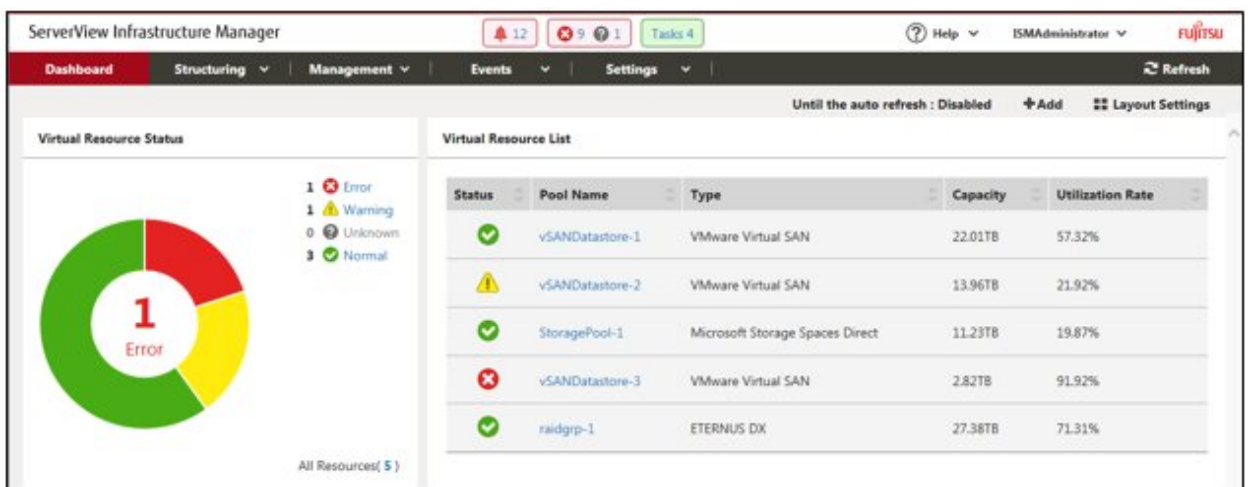 ServerView Infrastructure Manager 12 9 1 Tasks 4 Help ISMAdministrator FUJITSU
Dashboard Structuring Management Events Settings Refresh
Until the auto refresh : Disabled Add Layout Settings
Virtual Resource Status
1 Error
1 Warning
0 Unknown
3 Normal
1
Error
All Resources( 5 )
Virtual Resource List
Status Pool Name Type Capacity Utilization Rate
vSANDatastore-1 VMware Virtual SAN 22.01TB 57.32%
vSANDatastore-2 VMware Virtual SAN 13.96TB 21.92%
StoragePool-1 Microsoft Storage Spaces Direct 11.23TB 19.87%
vSANDatastore-3 VMware Virtual SAN 2.82TB 91.92%
raidgrp-1 ETERNUS DX 27.38TB 71.31%